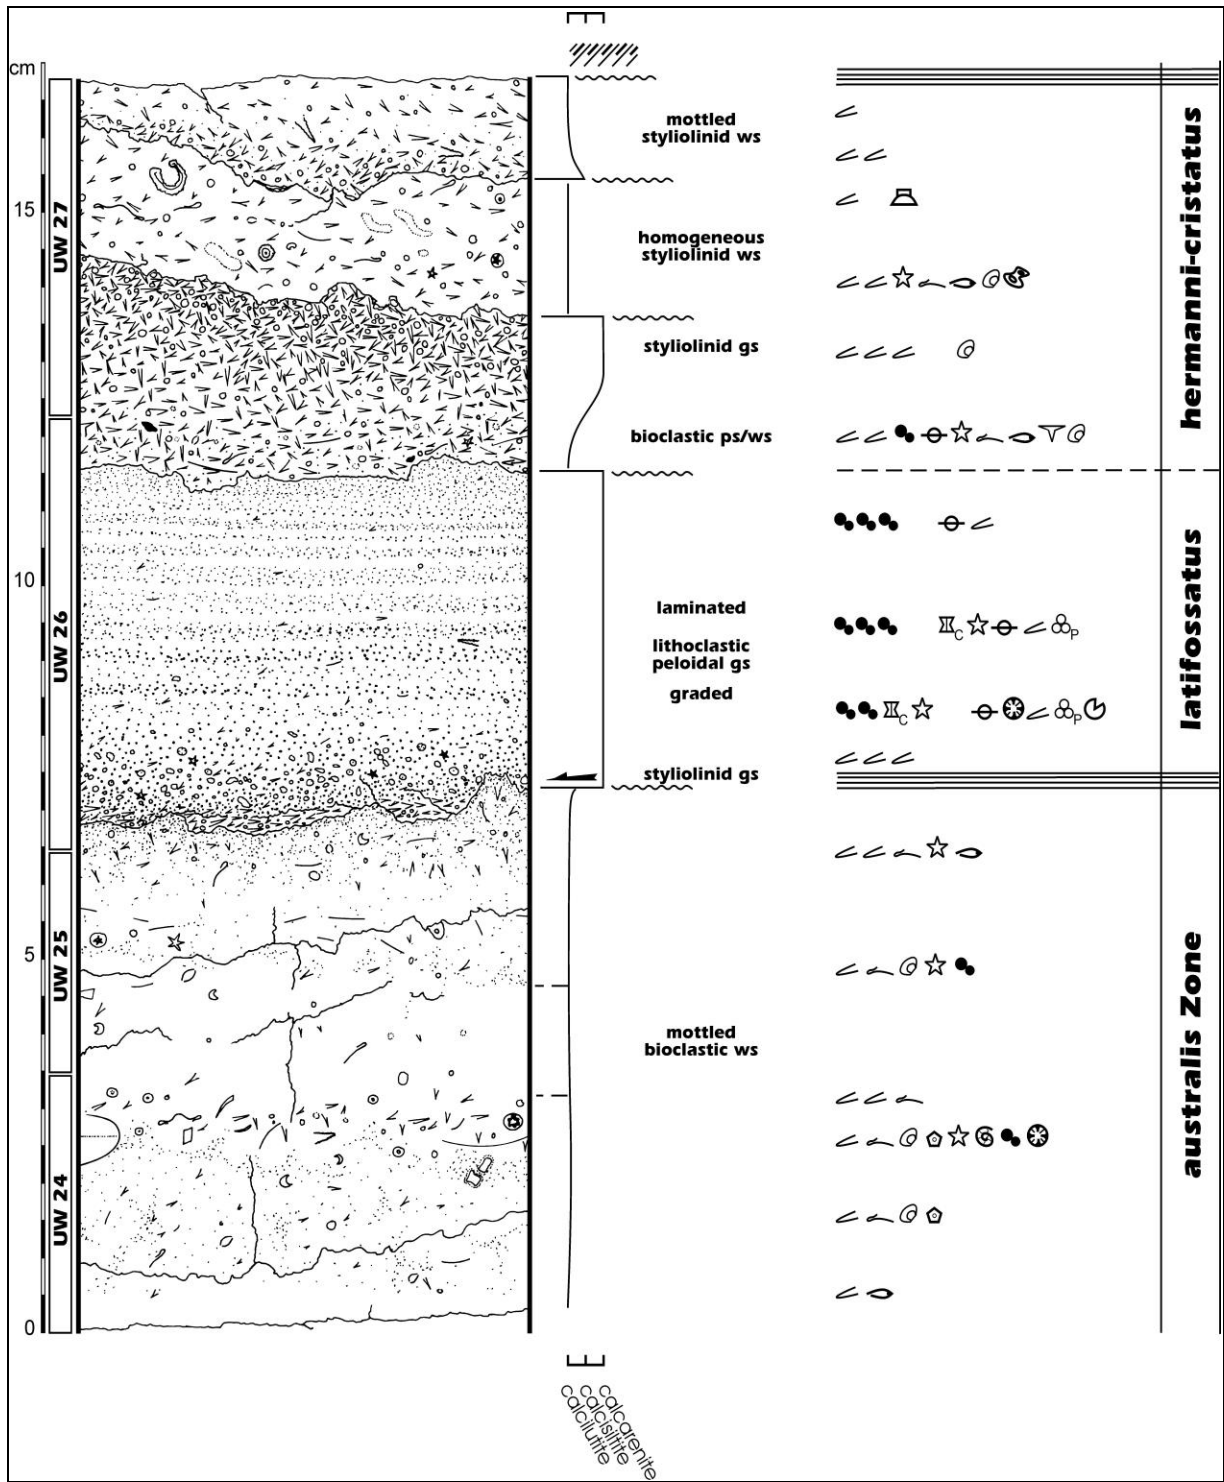 cm
15
10
5
0
UW 27
UW 26
UW 25
UW 24
mottled
styliolinid ws
homogeneous
styliolinid ws
styliolinid gs
bioclastic ps/ws
laminated
lithoclastic
peloidal gs
graded
styliolinid gs
mottled
bioclastic ws
C
P
C
P
hermanni-cristatus
latifossatus
australis Zone
calcarenite
calcisiltite
calcilutite